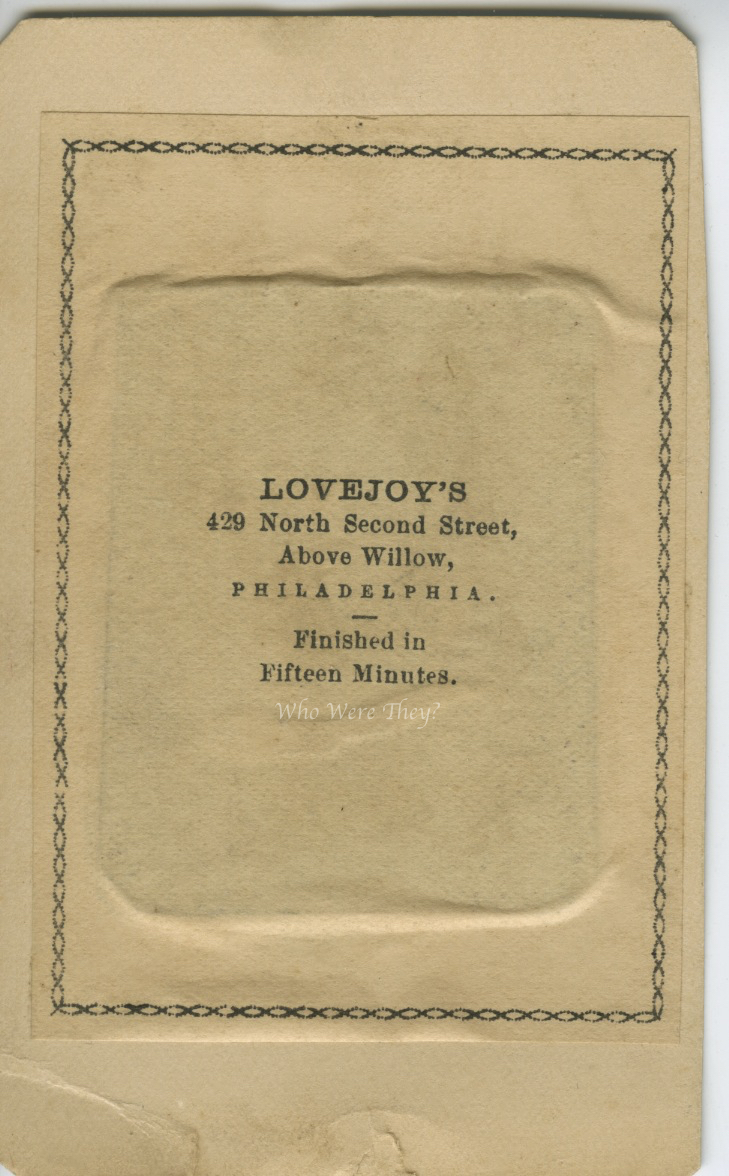 LOVEJOY'S
429 North Second Street,
Above Willow,
PHILADELPHIA.
Finished in
Fifteen Minutes.
Who Were They?